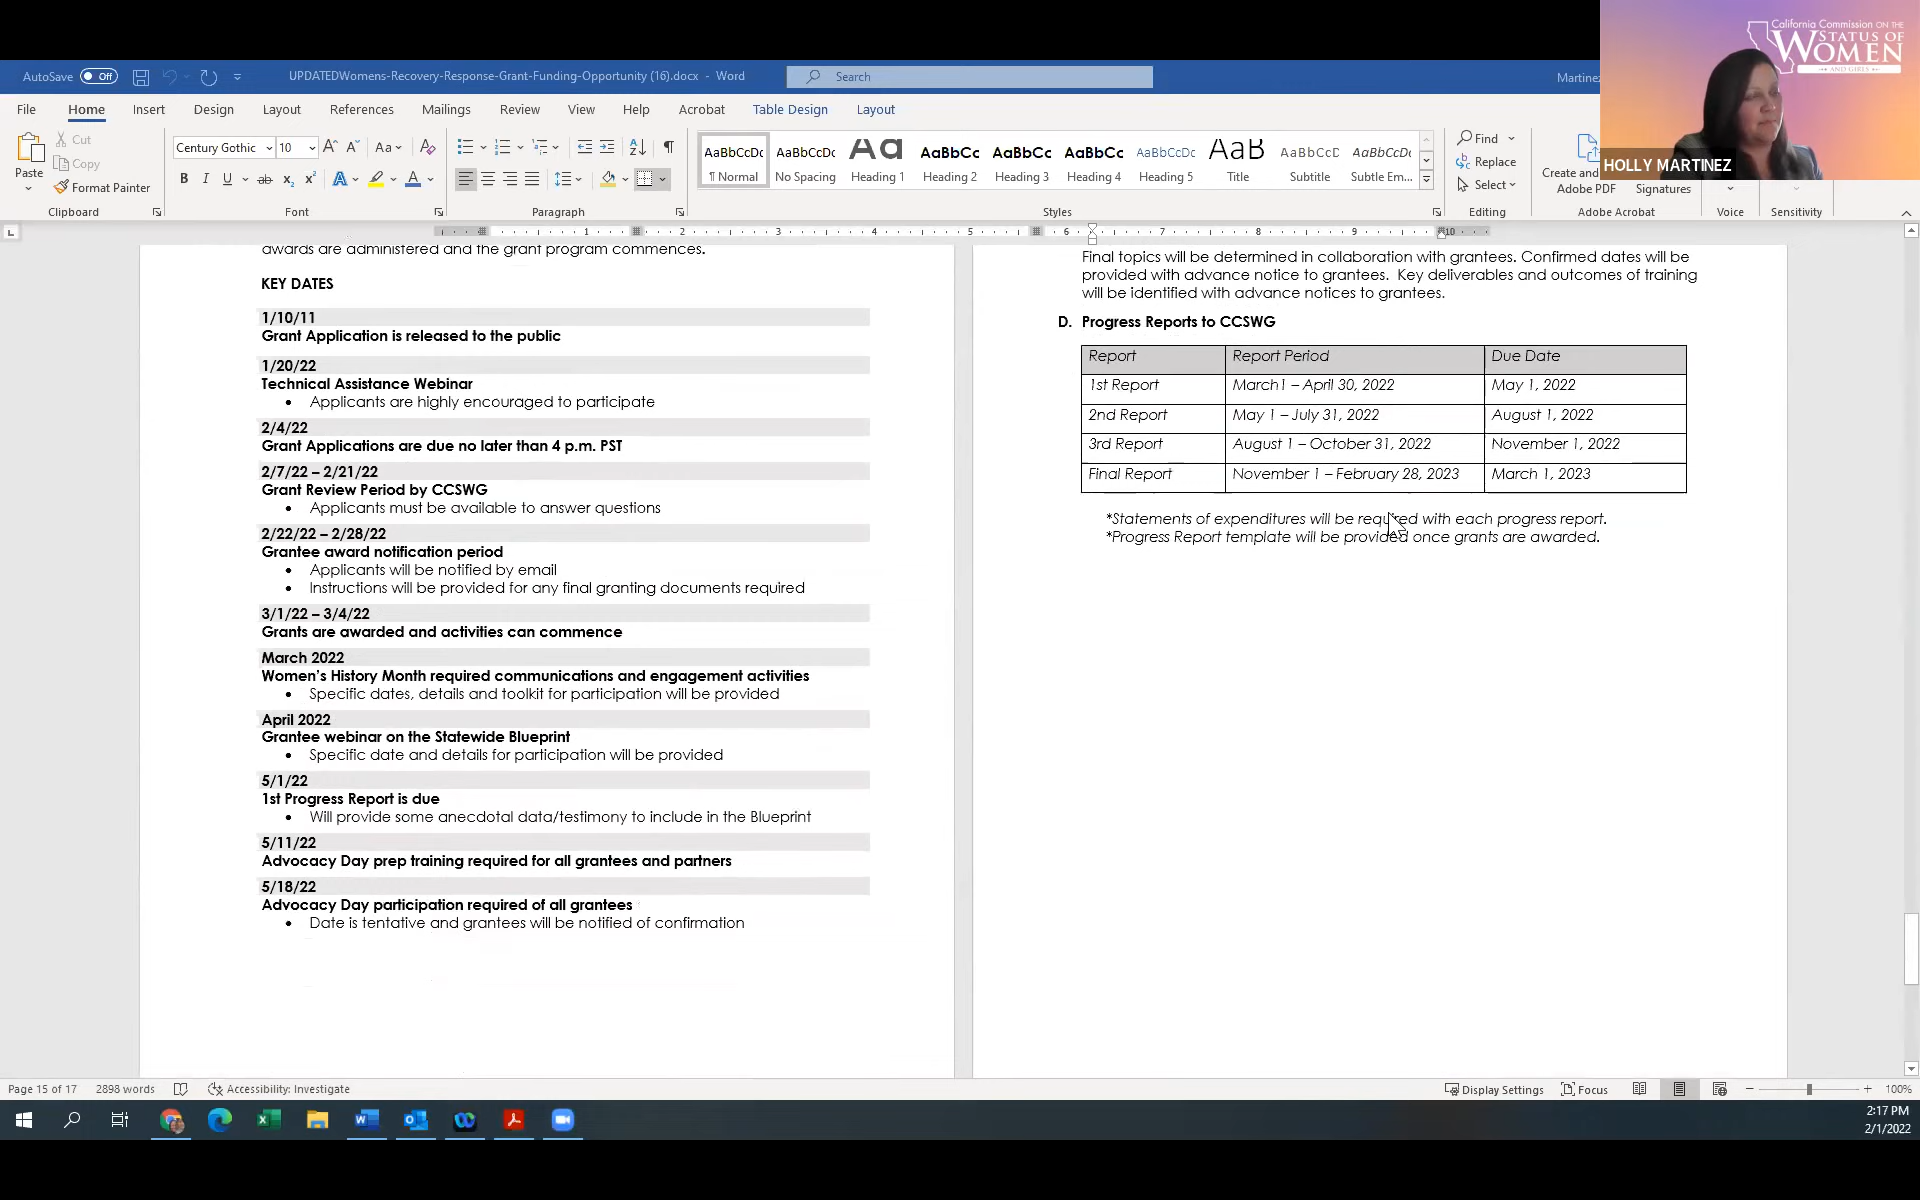 California Commission ON THE
STATUS OF
WOMEN
AND GIRLS
HOLLY MARTINEZ
AutoSave Off
UPDATEDWomens-Recovery-Response-Grant-Funding-Opportunity (16).docx - Word
Search
Martinez
File Home Insert Design Layout References Mailings Review View Help Acrobat Table Design Layout
Paste
Cut
Copy
Format Painter
Clipboard
Century Gothic 10
Font
Paragraph
AaBbCcDc AaBbCcDc Aa AaBbCc AaBbCc AaBbCc AaBbCcDc AaB AaBbCcD AaBbCcDc
¶ Normal No Spacing Heading 1 Heading 2 Heading 3 Heading 4 Heading 5 Title Subtitle Subtle Em...
Styles
Find
Replace
Select
Editing
Create and
Adobe PDF
Signatures
Adobe Acrobat
Voice
Sensitivity
1 2 3 4 5 6 7 8 9 10
awards are administered and the grant program commences.
KEY DATES
1/10/11
Grant Application is released to the public
1/20/22
Technical Assistance Webinar
• Applicants are highly encouraged to participate
2/4/22
Grant Applications are due no later than 4 p.m. PST
2/7/22 – 2/21/22
Grant Review Period by CCSWG
• Applicants must be available to answer questions
2/22/22 – 2/28/22
Grantee award notification period
• Applicants will be notified by email
• Instructions will be provided for any final granting documents required
3/1/22 – 3/4/22
Grants are awarded and activities can commence
March 2022
Women's History Month required communications and engagement activities
• Specific dates, details and toolkit for participation will be provided
April 2022
Grantee webinar on the Statewide Blueprint
• Specific date and details for participation will be provided
5/1/22
1st Progress Report is due
• Will provide some anecdotal data/testimony to include in the Blueprint
5/11/22
Advocacy Day prep training required for all grantees and partners
5/18/22
Advocacy Day participation required of all grantees
• Date is tentative and grantees will be notified of confirmation
Final topics will be determined in collaboration with grantees. Confirmed dates will be
provided with advance notice to grantees. Key deliverables and outcomes of training
will be identified with advance notices to grantees.
D. Progress Reports to CCSWG
Report Report Period Due Date
1st Report March1 – April 30, 2022 May 1, 2022
2nd Report May 1 – July 31, 2022 August 1, 2022
3rd Report August 1 – October 31, 2022 November 1, 2022
Final Report November 1 – February 28, 2023 March 1, 2023
*Statements of expenditures will be required with each progress report.
*Progress Report template will be provided once grants are awarded.
Page 15 of 17 2898 words Accessibility: Investigate
Display Settings Focus 100%
2:17 PM
2/1/2022